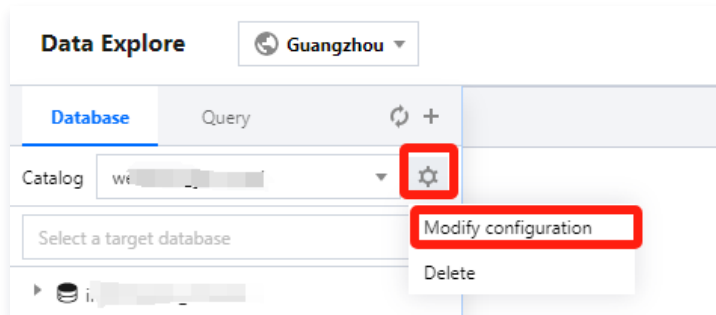 Data Explore
Guangzhou
Database Query
Catalog
Modify configuration
Select a target database
Delete